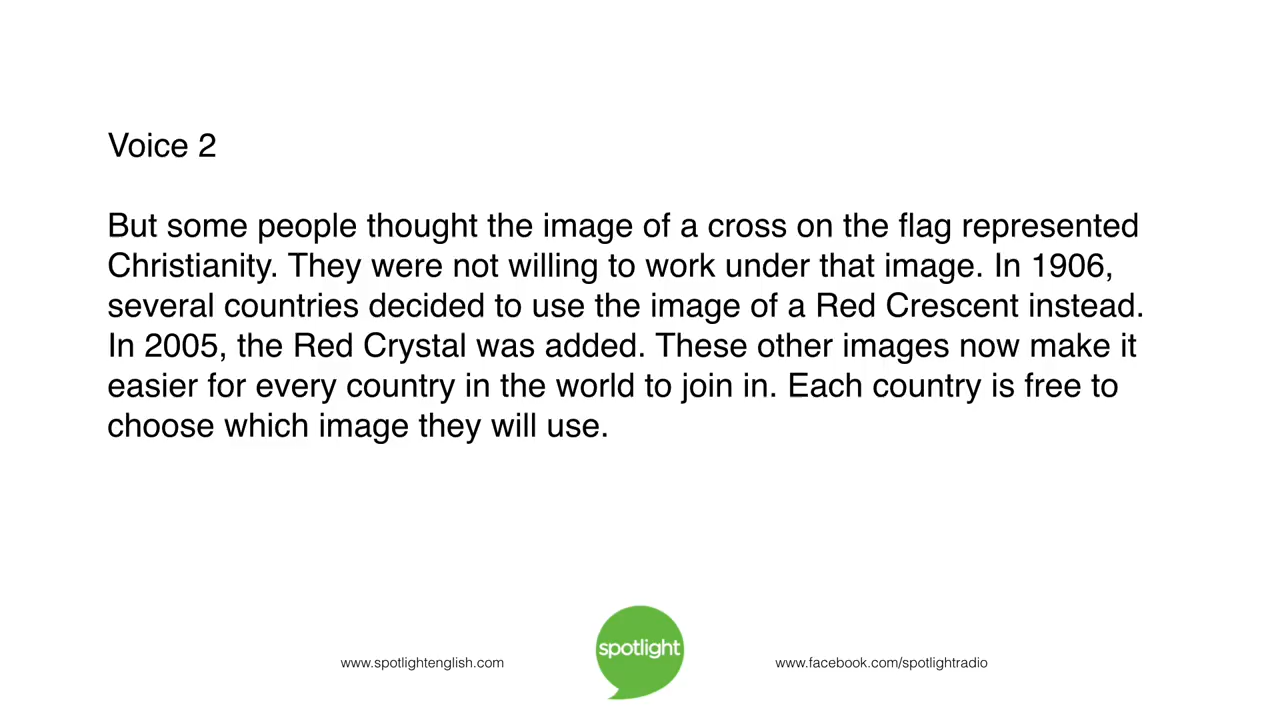 Voice 2
But some people thought the image of a cross on the flag represented
Christianity. They were not willing to work under that image. In 1906,
several countries decided to use the image of a Red Crescent instead.
In 2005, the Red Crystal was added. These other images now make it
easier for every country in the world to join in. Each country is free to
choose which image they will use.
www.spotlightenglish.com
spotlight
www.facebook.com/spotlightradio